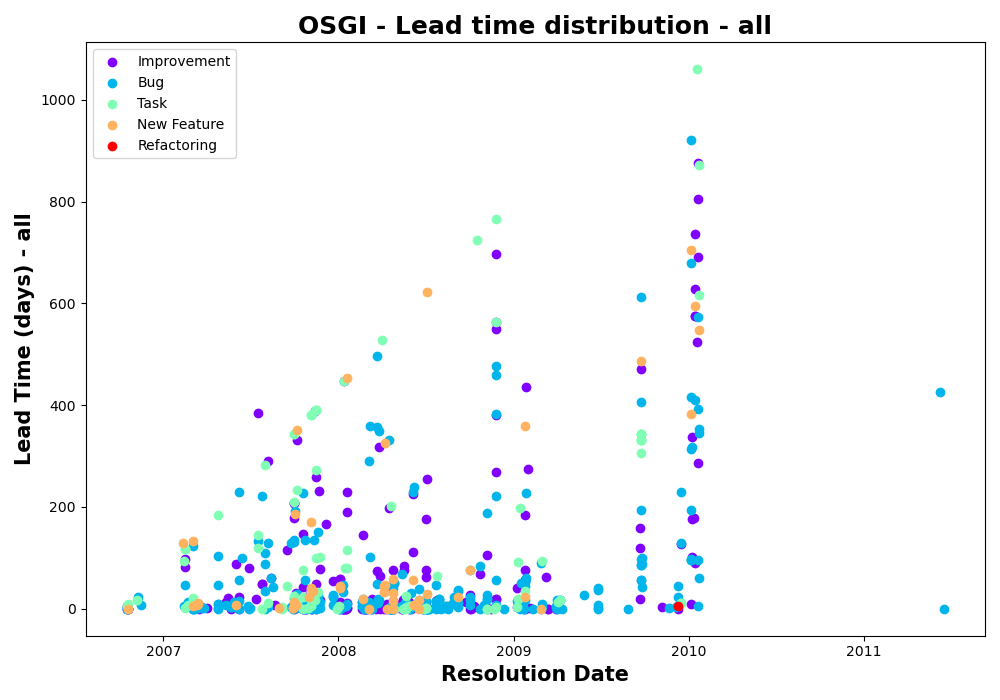 OSGI - Lead time distribution - all
Improvement
Bug
Task
New Feature
Refactoring
1000
800
600
400
200
0
Lead Time (days) - all
2007 2008 2009 2010 2011
Resolution Date